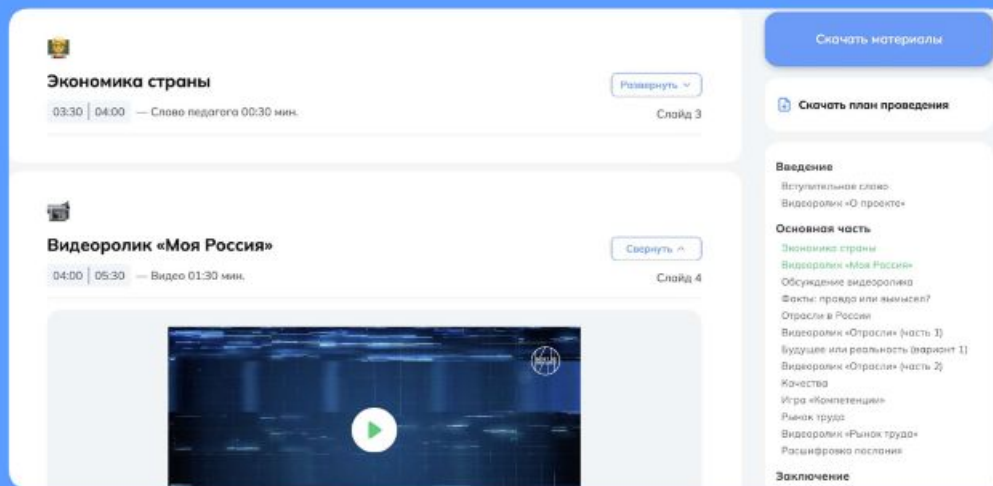 Экономика страны
Развернуть
03:30 | 04:00 — Слово педагога 00:30 мин.
Слайд 3
Видеоролик «Моя Россия»
Свернуть
04:00 | 05:30 — Видео 01:30 мин.
Слайд 4
Скачать материалы
Скачать план проведения
Введение
Вступительное слово
Видеоролик «О проекте»
Основная часть
Экономика страны
Видеоролик «Моя Россия»
Обсуждение видеоролика
Факты: правда или вымысел?
Отрасли в России
Видеоролик «Отрасли» (часть 1)
Будущее или реальность (вариант 1)
Видеоролик «Отрасли» (часть 2)
Качества
Игра «Компетенции»
Рынок труда
Видеоролик «Рынок труда»
Расшифровка послания
Заключение